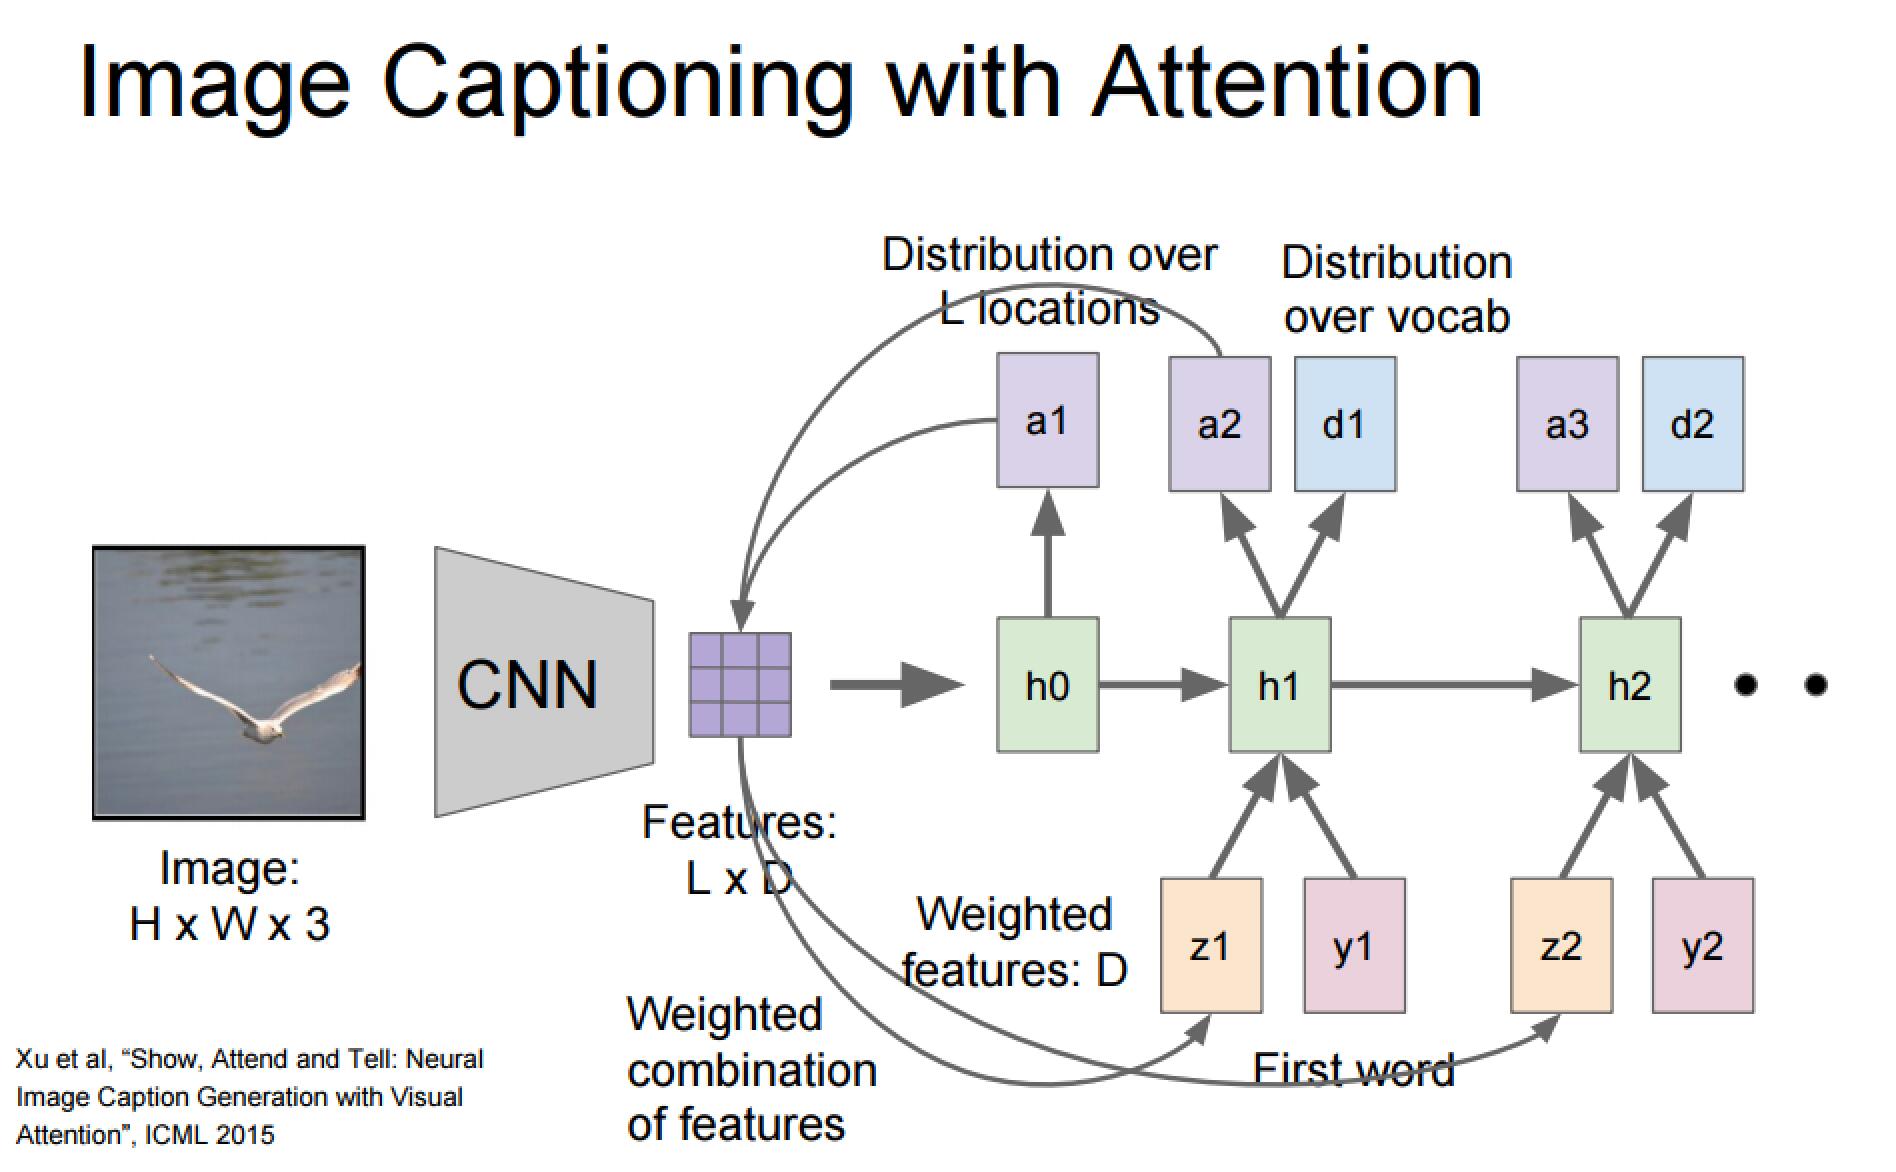 Image Captioning with Attention
Distribution over
L locations
Distribution
over vocab
a1
a2
d1
a3
d2
CNN
h0
h1
h2
Features:
L x D
Image:
H x W x 3
Weighted
features: D
z1
y1
z2
y2
Weighted
combination
of features
First word
Xu et al, “Show, Attend and Tell: Neural
Image Caption Generation with Visual
Attention”, ICML 2015